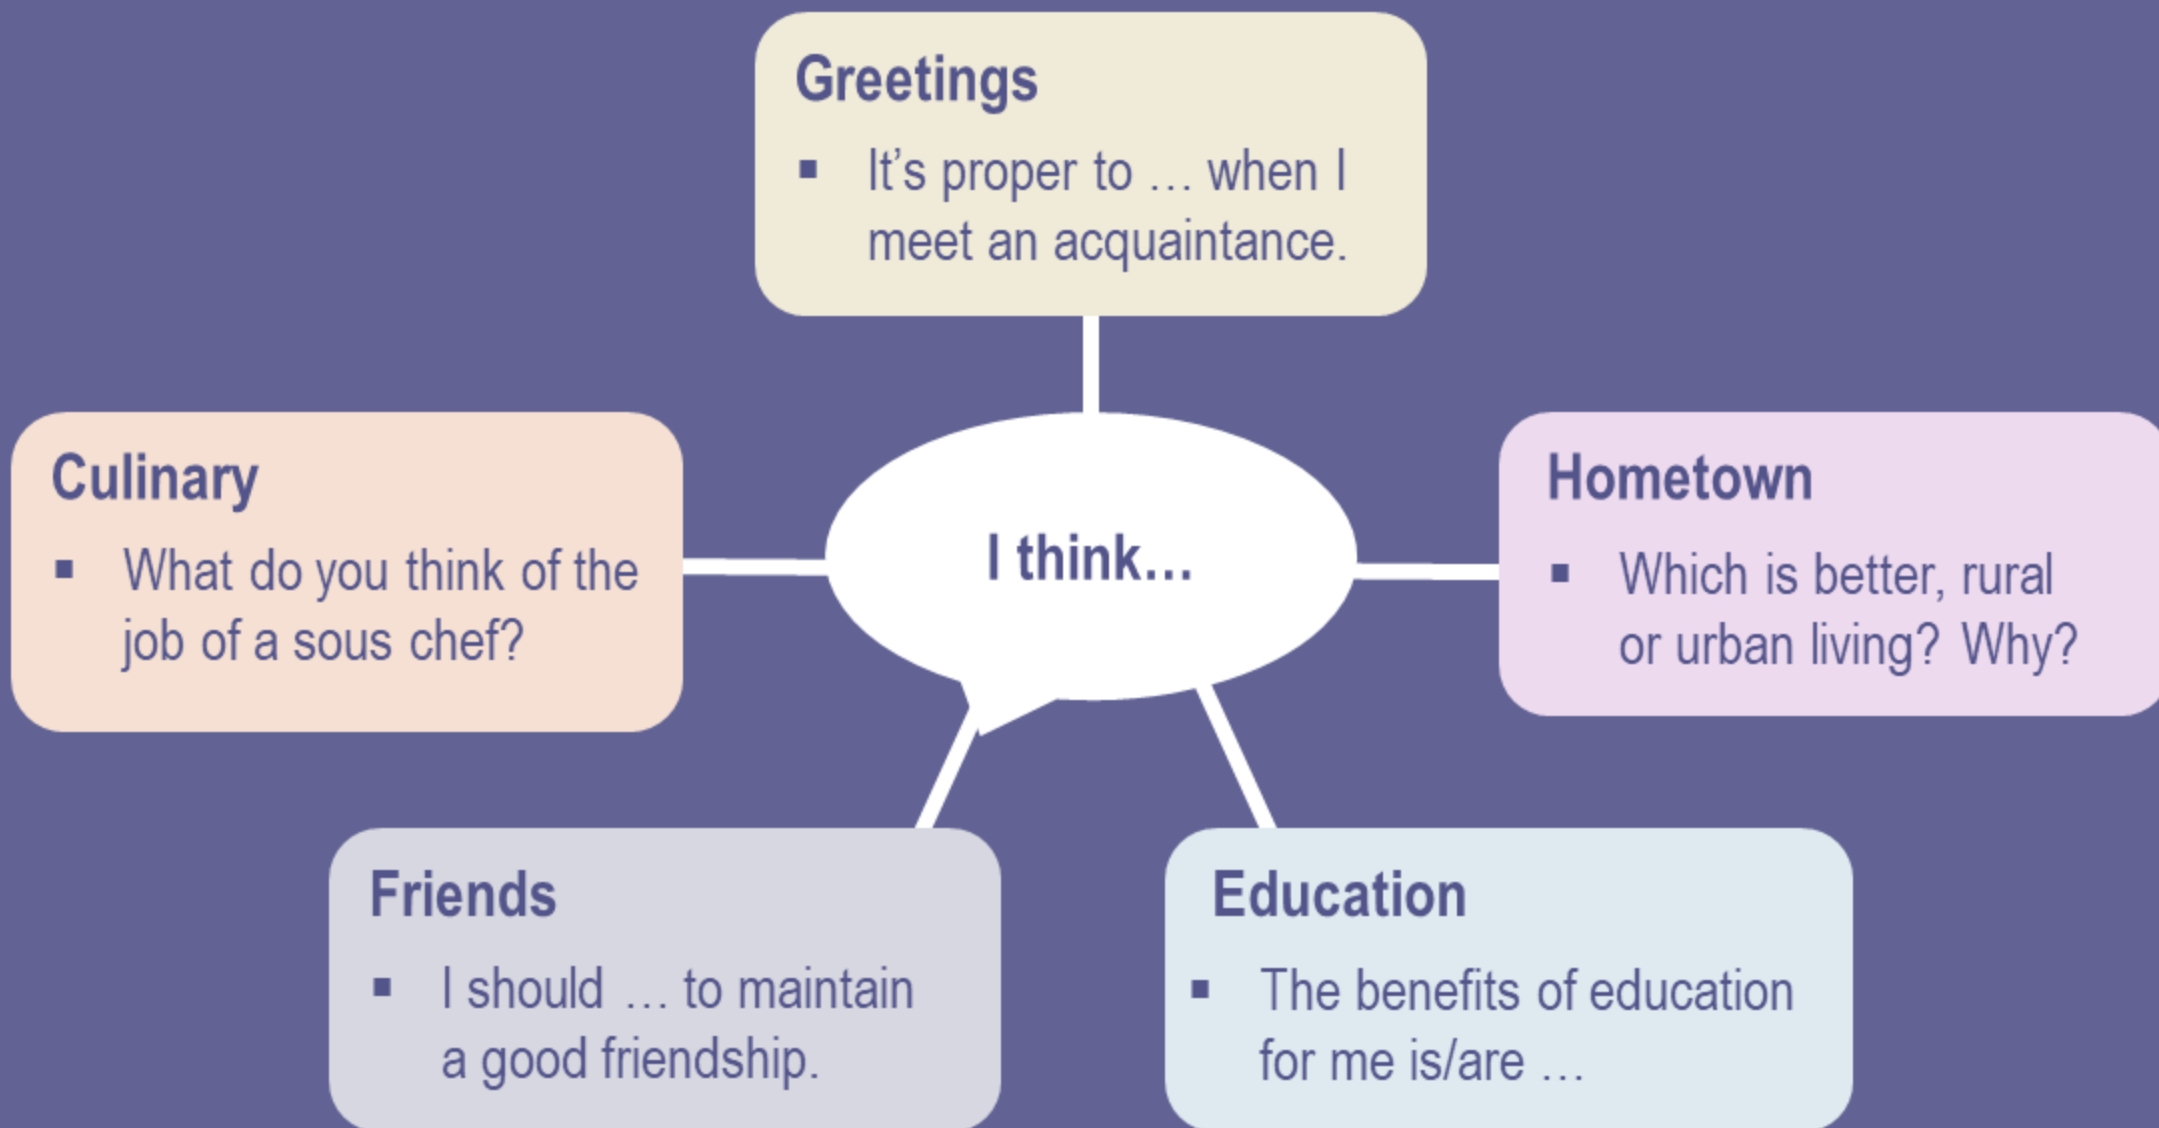 Greetings
▪ It’s proper to … when I
meet an acquaintance.
Culinary
▪ What do you think of the
job of a sous chef?
I think…
Hometown
▪ Which is better, rural
or urban living? Why?
Friends
▪ I should … to maintain
a good friendship.
Education
▪ The benefits of education
for me is/are …